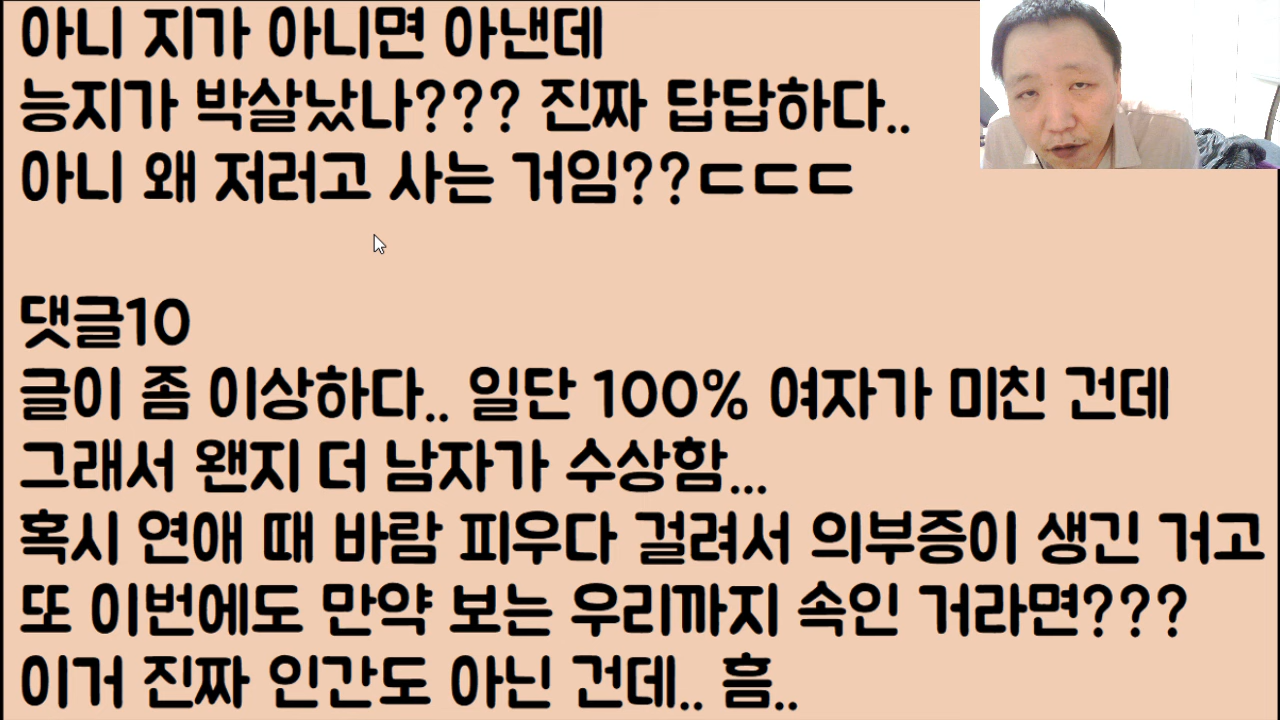 아니 지가 아니면 아낸데
능지가 박살났나??? 진짜 답답하다..
아니 왜 저러고 사는 거임??ㄷㄷㄷ
댓글10
글이 좀 이상하다.. 일단 100% 여자가 미친 건데
그래서 왠지 더 남자가 수상함...
혹시 연애 때 바람 피우다 걸려서 의부증이 생긴 거고
또 이번에도 만약 보는 우리까지 속인 거라면???
이거 진짜 인간도 아닌 건데.. 흠..